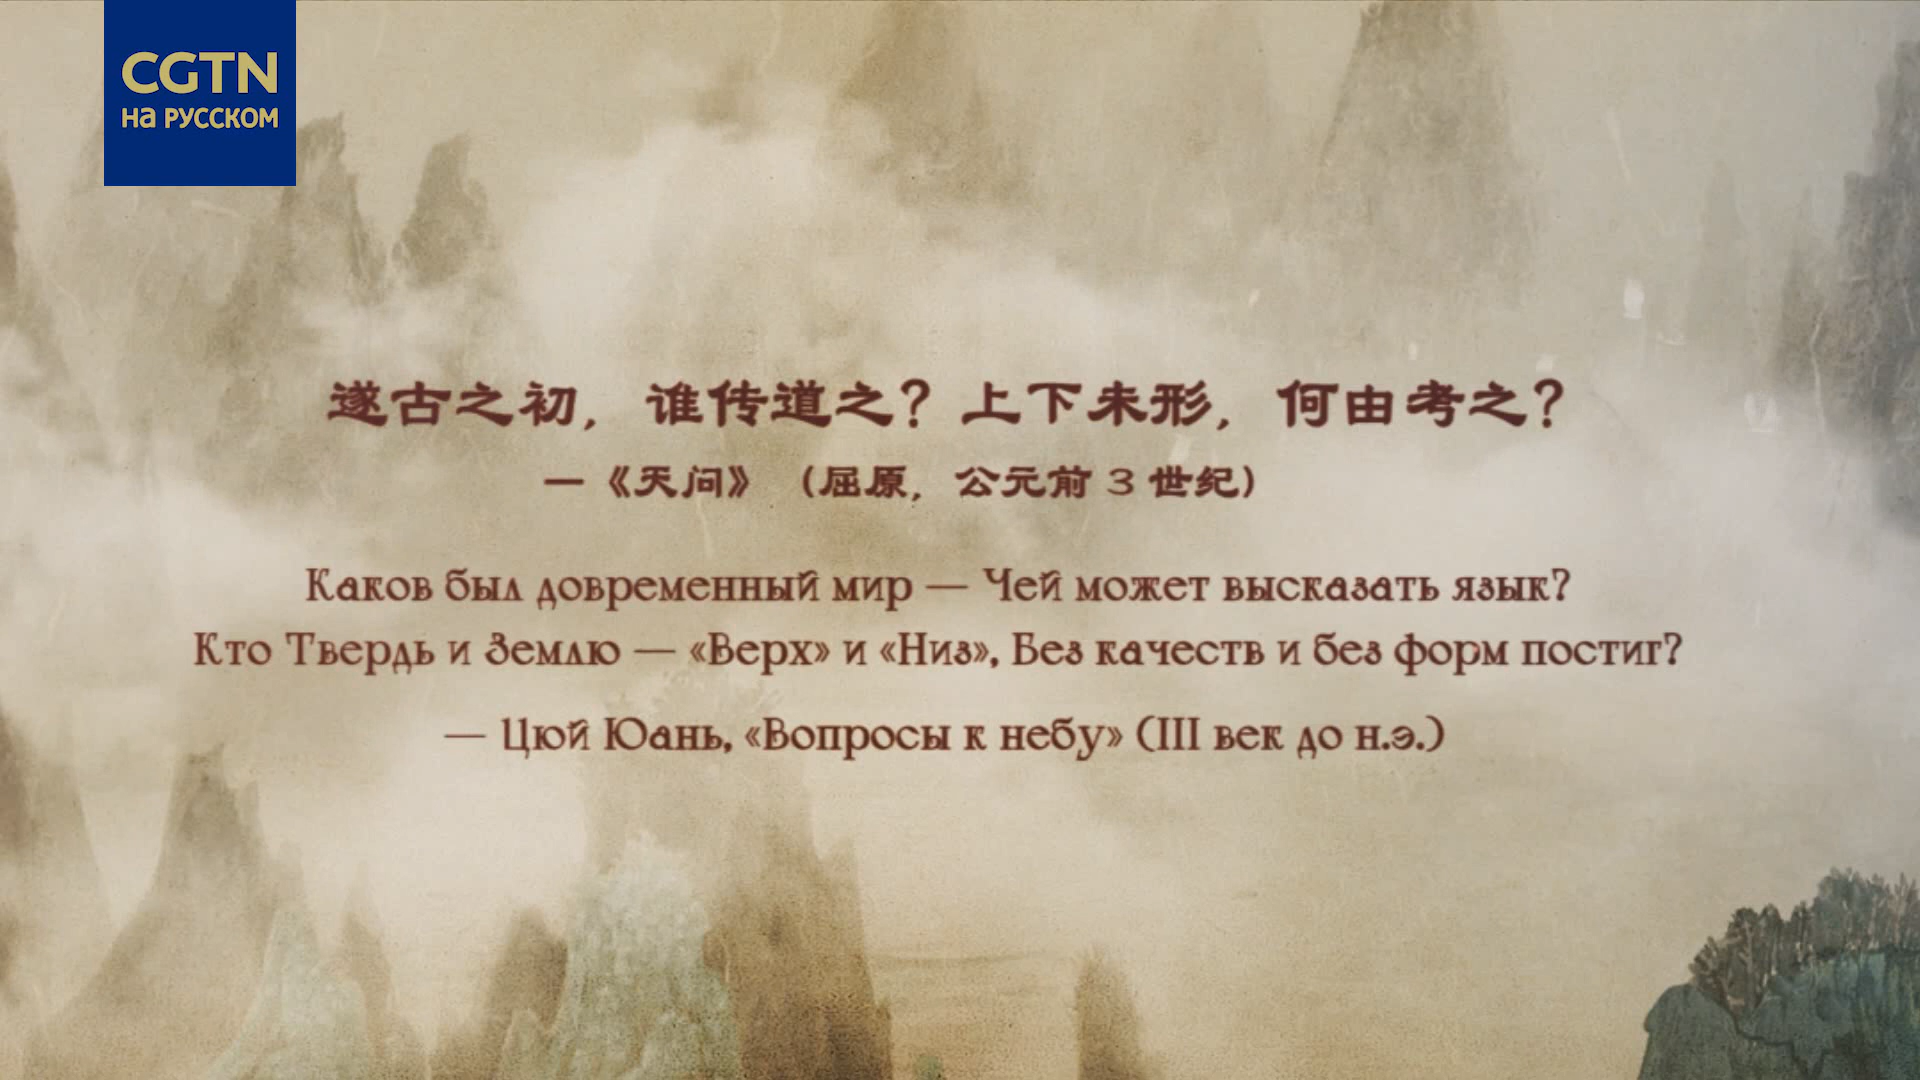 CGTN
на русском
遂古之初，谁传道之？上下未形，何由考之？
—《天问》（屈原，公元前 3 世纪）
Каков был довременный мир — Чей может высказать язык?
Кто Твердь и Землю — «Верх» и «Низ», Без качеств и без форм постиг?
— Цюй Юань, «Вопросы к небу» (III век до н.э.)